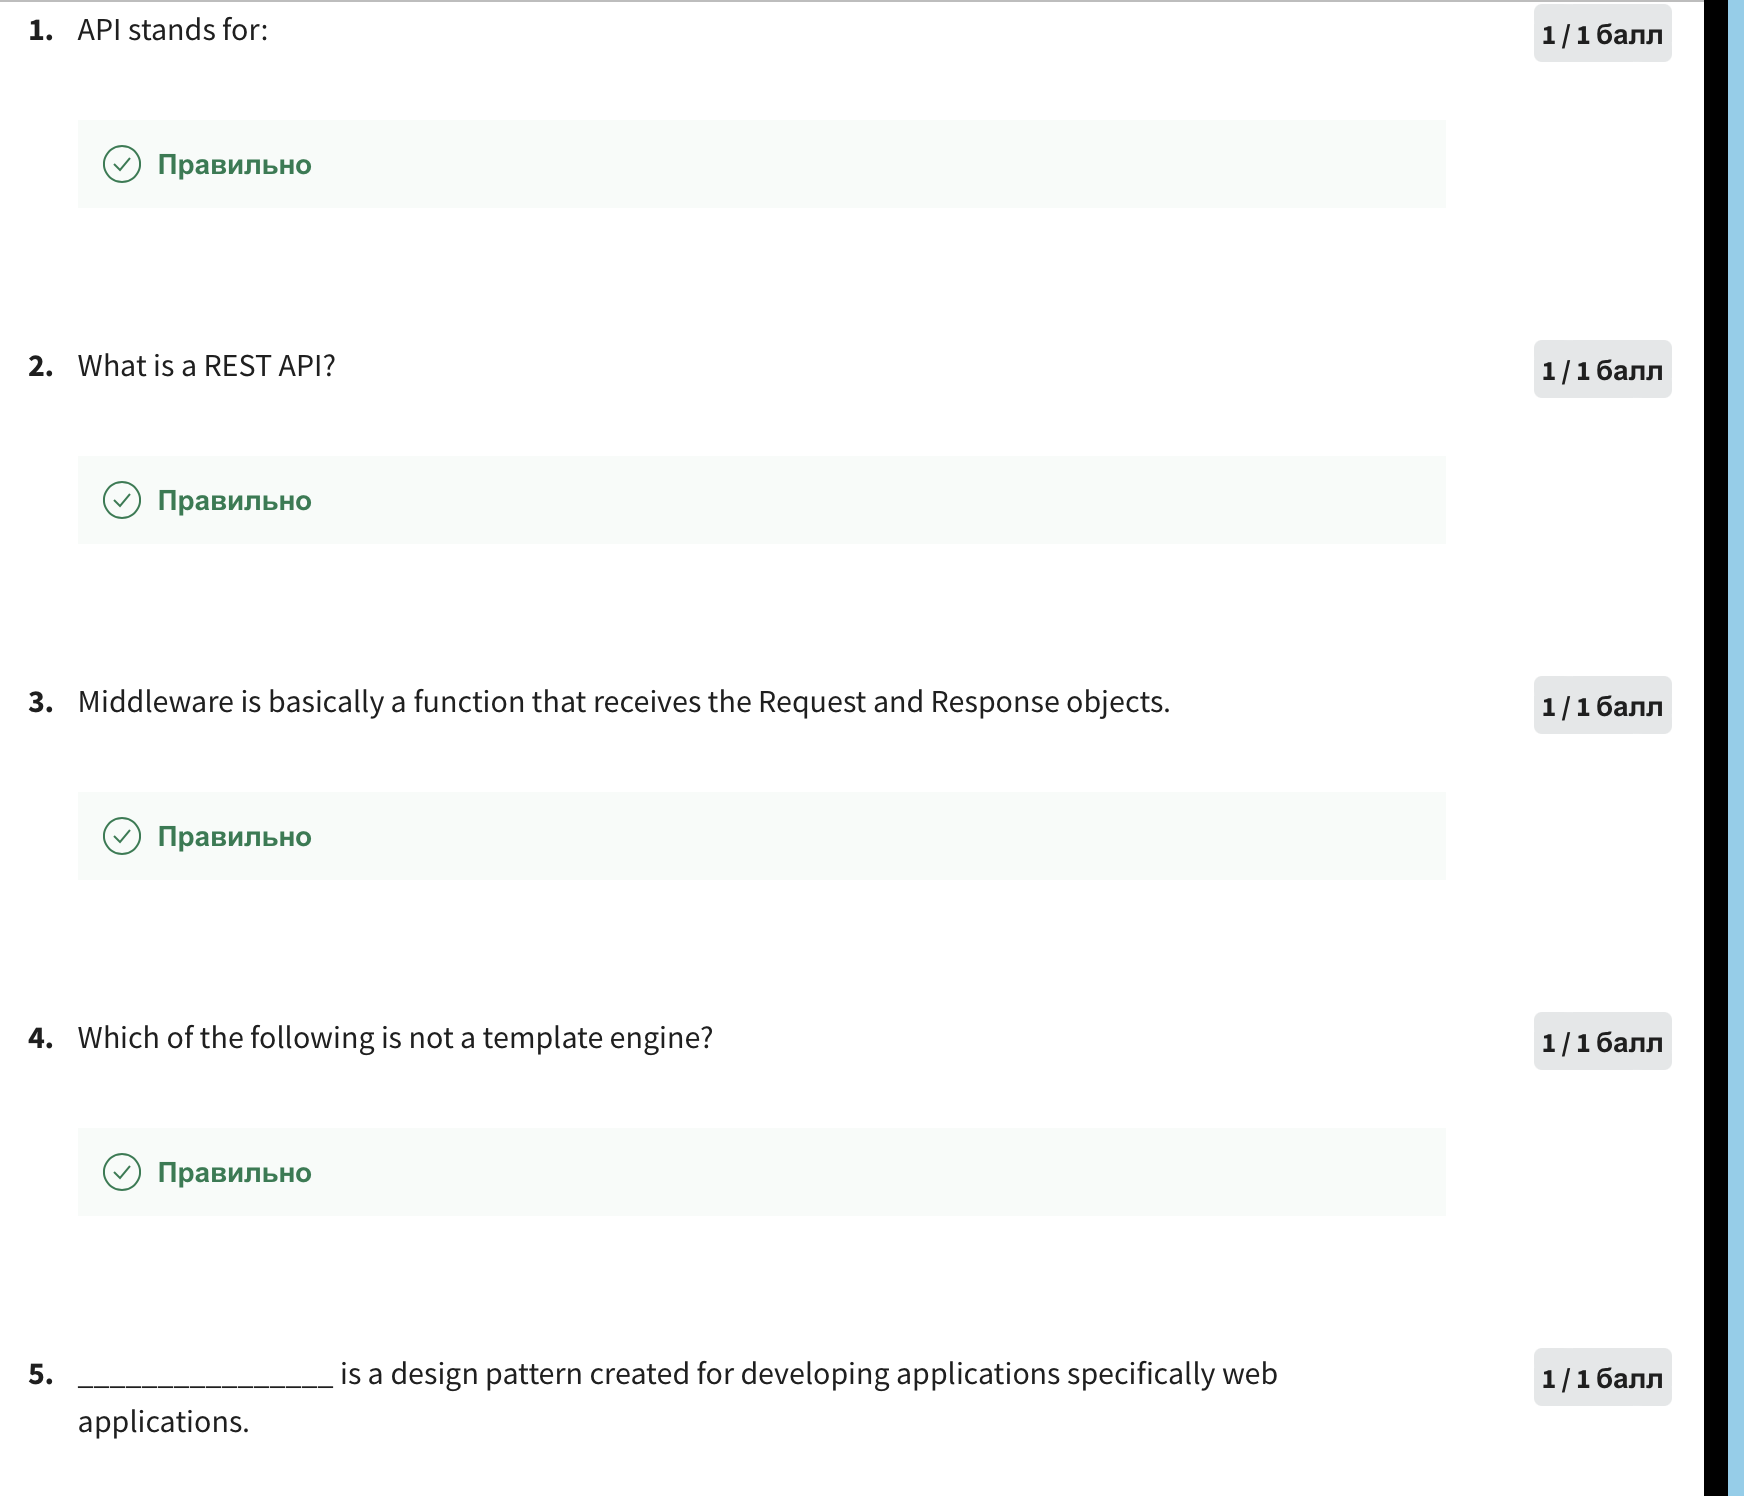 1. API stands for:
1 / 1 балл
Правильно
2. What is a REST API?
1 / 1 балл
Правильно
3. Middleware is basically a function that receives the Request and Response objects.
1 / 1 балл
Правильно
4. Which of the following is not a template engine?
1 / 1 балл
Правильно
5. ________________ is a design pattern created for developing applications specifically web
applications.
1 / 1 балл